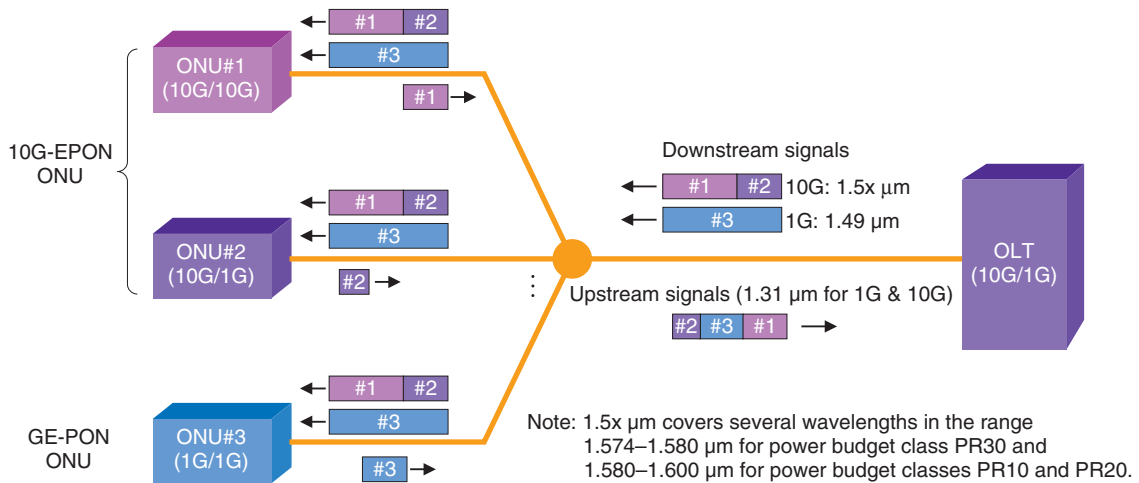 #1 #2
#3
ONU#1
(10G/10G)
#1
10G-EPON
ONU
Downstream signals
#1 #2 10G: 1.5x μm
#3 1G: 1.49 μm
#1 #2
#3
ONU#2
(10G/1G)
#2
OLT
(10G/1G)
Upstream signals (1.31 μm for 1G & 10G)
#2 #3 #1
#1 #2
#3
GE-PON
ONU
ONU#3
(1G/1G)
#3
Note: 1.5x μm covers several wavelengths in the range
1.574–1.580 μm for power budget class PR30 and
1.580–1.600 μm for power budget classes PR10 and PR20.